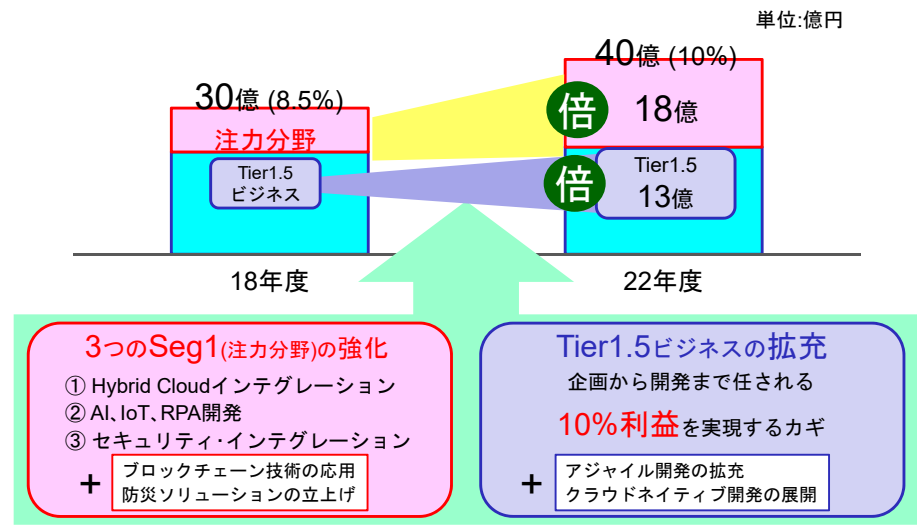 単位:億円
30億 (8.5%)
注力分野
Tier1.5
ビジネス
18年度
40億 (10%)
倍
18億
倍
Tier1.5
13億
22年度
3つのSeg1(注力分野)の強化
① Hybrid Cloudインテグレーション
② AI、IoT、RPA開発
③ セキュリティ・インテグレーション
+
ブロックチェーン技術の応用
防災ソリューションの立上げ
Tier1.5ビジネスの拡充
企画から開発まで任される
10%利益を実現するカギ
+
アジャイル開発の拡充
クラウドネイティブ開発の展開